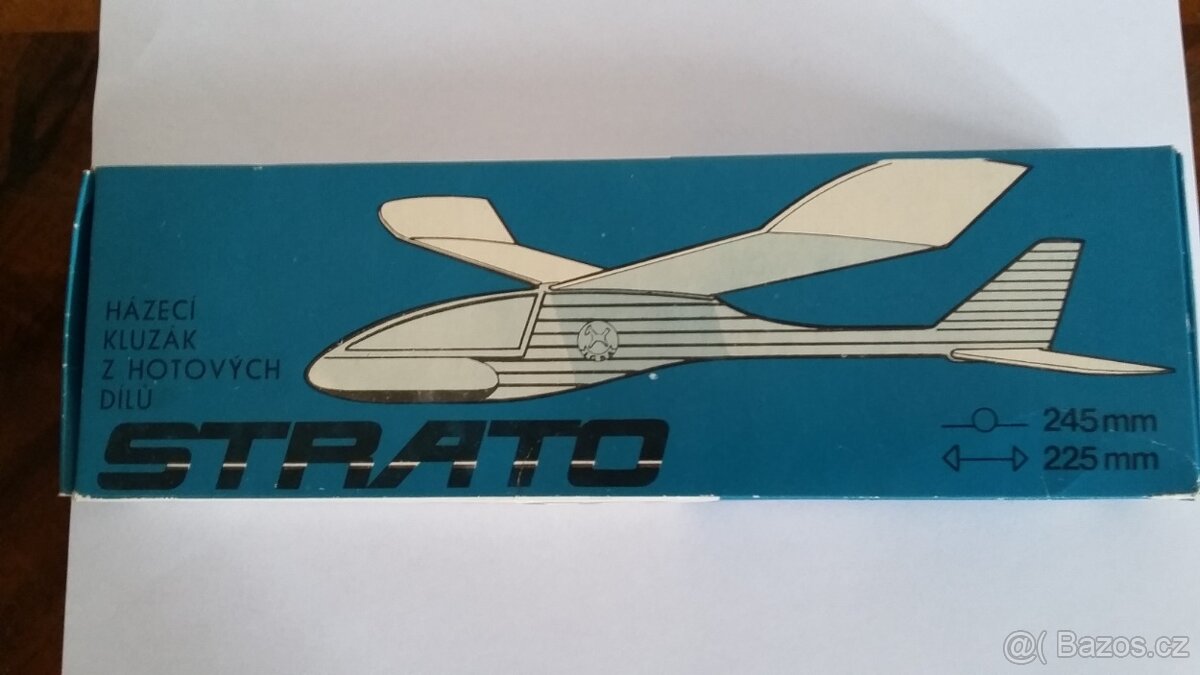 HÁZECÍ
KLUZÁK
Z HOTOVÝCH
DÍLŮ
STRATO
245 mm
225 mm
@( Bazos.cz